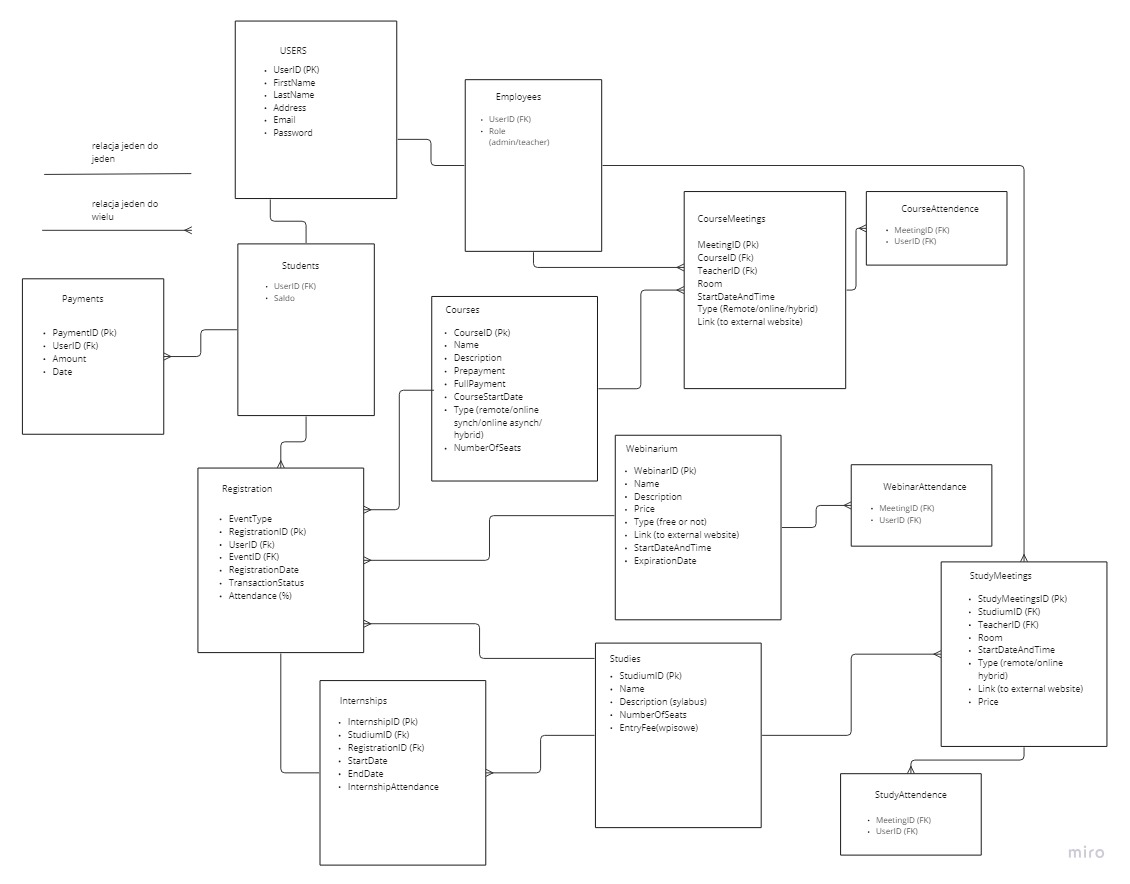 USERS
UserID (PK)
FirstName
LastName
Address
Email
Password
Employees
UserID (FK)
Role
(admin/teacher)
relacja jeden do
jeden
relacja jeden do
wielu
CourseMeetings
MeetingID (Pk)
CourseID (Fk)
TeacherID (Fk)
Room
StartDateAndTime
Type (Remote/online/hybrid)
Link (to external website)
CourseAttendence
MeetingID (FK)
UserID (FK)
Students
UserID (FK)
Saldo
Payments
PaymentID (Pk)
UserID (Fk)
Amount
Date
Courses
CourseID (Pk)
Name
Description
Prepayment
FullPayment
CourseStartDate
Type (remote/online
synch/online asynch/
hybrid)
NumberOfSeats
Webinarium
WebinarID (Pk)
Name
Description
Price
Type (free or not)
Link (to external website)
StartDateAndTime
ExpirationDate
WebinarAttendance
MeetingID (FK)
UserID (FK)
Registration
EventType
RegistrationID (Pk)
UserID (Fk)
EventID (FK)
RegistrationDate
TransactionStatus
Attendance (%)
StudyMeetings
StudyMeetingsID (Pk)
StudiumID (FK)
TeacherID (FK)
Room
StartDateAndTime
Type (remote/online
hybrid)
Link (to external website)
Price
Studies
StudiumID (Pk)
Name
Description (sylabus)
NumberOfSeats
EntryFee(wpisowe)
Internships
InternshipID (Pk)
StudiumID (Fk)
RegistrationID (Fk)
StartDate
EndDate
InternshipAttendance
StudyAttendence
MeetingID (FK)
UserID (FK)
miro